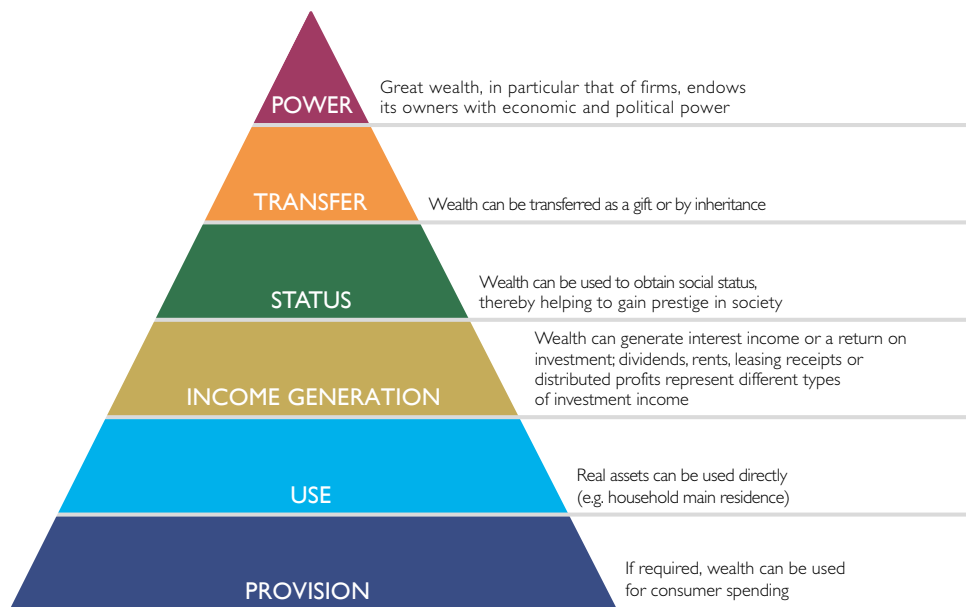 POWER
Great wealth, in particular that of firms, endows
its owners with economic and political power
TRANSFER
Wealth can be transferred as a gift or by inheritance
STATUS
Wealth can be used to obtain social status,
thereby helping to gain prestige in society
INCOME GENERATION
Wealth can generate interest income or a return on
investment; dividends, rents, leasing receipts or
distributed profits represent different types
of investment income
USE
Real assets can be used directly
(e.g. household main residence)
PROVISION
If required, wealth can be used
for consumer spending